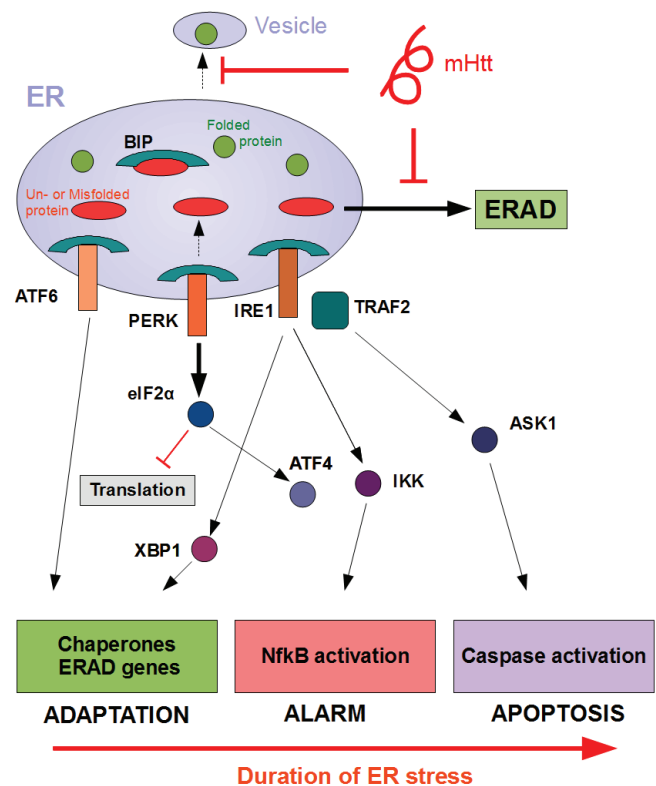 Vesicle
mHtt
ER
BIP
Folded
protein
Un- or Misfolded
protein
ERAD
ATF6
PERK
IRE1
TRAF2
eIF2α
ASK1
ATF4
IKK
Translation
XBP1
Chaperones
ERAD genes
NfkB activation
Caspase activation
ADAPTATION
ALARM
APOPTOSIS
Duration of ER stress